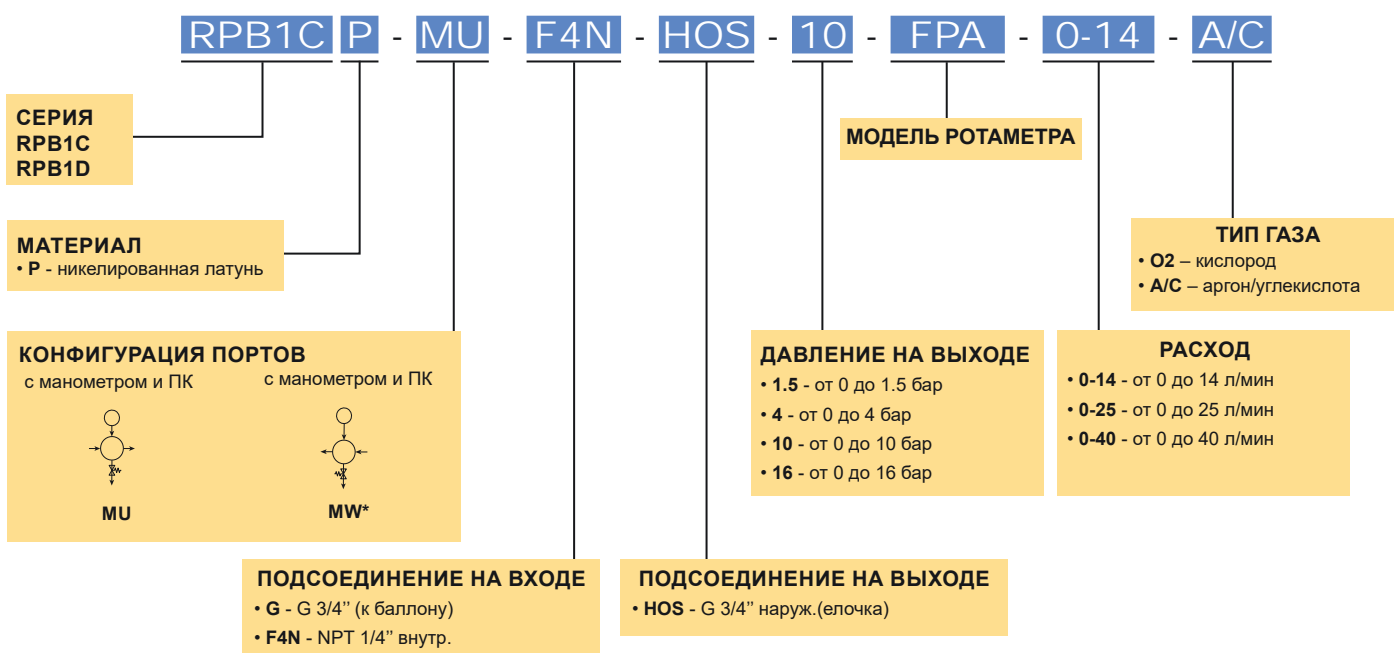 RPB1C P - MU - F4N - HOS - 10 - FPA - 0-14 - A/C
СЕРИЯ
RPB1C
RPB1D
МОДЕЛЬ РОТАМЕТРА
МАТЕРИАЛ
• P - никелированная латунь
ТИП ГАЗА
• O2 – кислород
• A/C – аргон/углекислота
КОНФИГУРАЦИЯ ПОРТОВ
с манометром и ПК
с манометром и ПК
MU
MW*
ДАВЛЕНИЕ НА ВЫХОДЕ
• 1.5 - от 0 до 1.5 бар
• 4 - от 0 до 4 бар
• 10 - от 0 до 10 бар
• 16 - от 0 до 16 бар
РАСХОД
• 0-14 - от 0 до 14 л/мин
• 0-25 - от 0 до 25 л/мин
• 0-40 - от 0 до 40 л/мин
ПОДСОЕДИНЕНИЕ НА ВХОДЕ
• G - G 3/4’’ (к баллону)
• F4N - NPT 1/4’’ внутр.
ПОДСОЕДИНЕНИЕ НА ВЫХОДЕ
• HOS - G 3/4’’ наруж.(елочка)